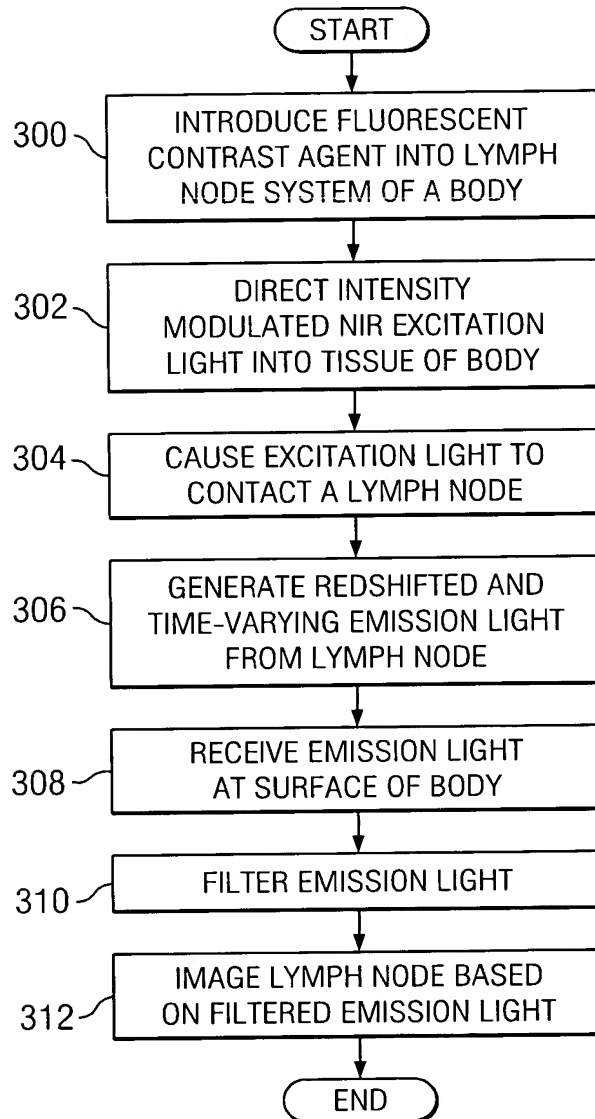 START
300
INTRODUCE FLUORESCENT
CONTRAST AGENT INTO LYMPH
NODE SYSTEM OF A BODY
302
DIRECT INTENSITY
MODULATED NIR EXCITATION
LIGHT INTO TISSUE OF BODY
304
CAUSE EXCITATION LIGHT TO
CONTACT A LYMPH NODE
306
GENERATE REDSHIFTED AND
TIME-VARYING EMISSION LIGHT
FROM LYMPH NODE
308
RECEIVE EMISSION LIGHT
AT SURFACE OF BODY
310
FILTER EMISSION LIGHT
312
IMAGE LYMPH NODE BASED
ON FILTERED EMISSION LIGHT
END